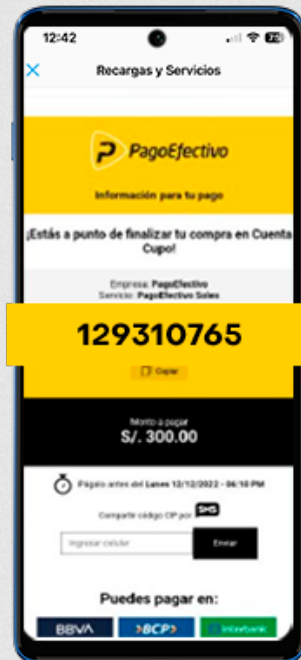 12:42
Recargas y Servicios
PagoEfectivo
Información para tu pago
¡Estás a punto de finalizar tu compra en Cuenta
Cupo!
Empresa: PagoEfectivo
Servicio: PagoEfectivo Soles
129310765
Copiar
Monto a pagar
S/. 300.00
Págalo antes del Lunes 12/12/2022 - 06:10 PM
Compartir código CIP por SMS
Ingresar celular
Enviar
Puedes pagar en:
BBVA
BCP
Interbank